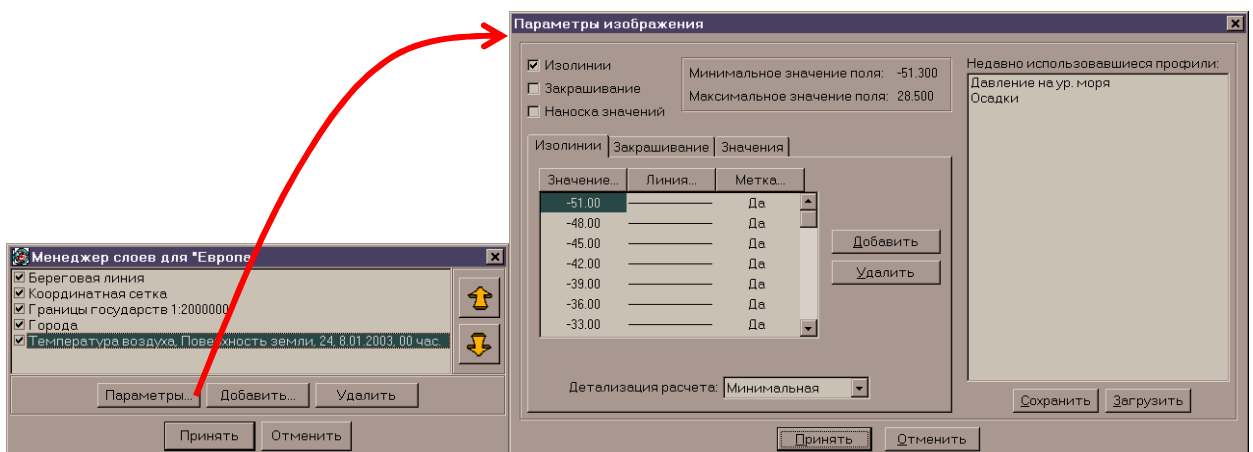 Параметры изображения
Изолинии
Закрашивание
Наноска значений
Минимальное значение поля: -51.300
Максимальное значение поля: 28.500
Недавно использовавшиеся профили:
Давление на ур. моря
Осадки
Изолинии Закрашивание Значения
Значение... Линия... Метка...
-51.00 Да
-48.00 Да
-45.00 Да
-42.00 Да
-39.00 Да
-36.00 Да
-33.00 Да
Добавить
Удалить
Детализация расчета: Минимальная
Сохранить Загрузить
Принять Отменить
Менеджер слоев для "Европа
Береговая линия
Координатная сетка
Границы государств 1:2000000
Города
Температура воздуха, Поверхность земли, 24, 8.01.2003, 00 час.
Параметры... Добавить... Удалить
Принять Отменить